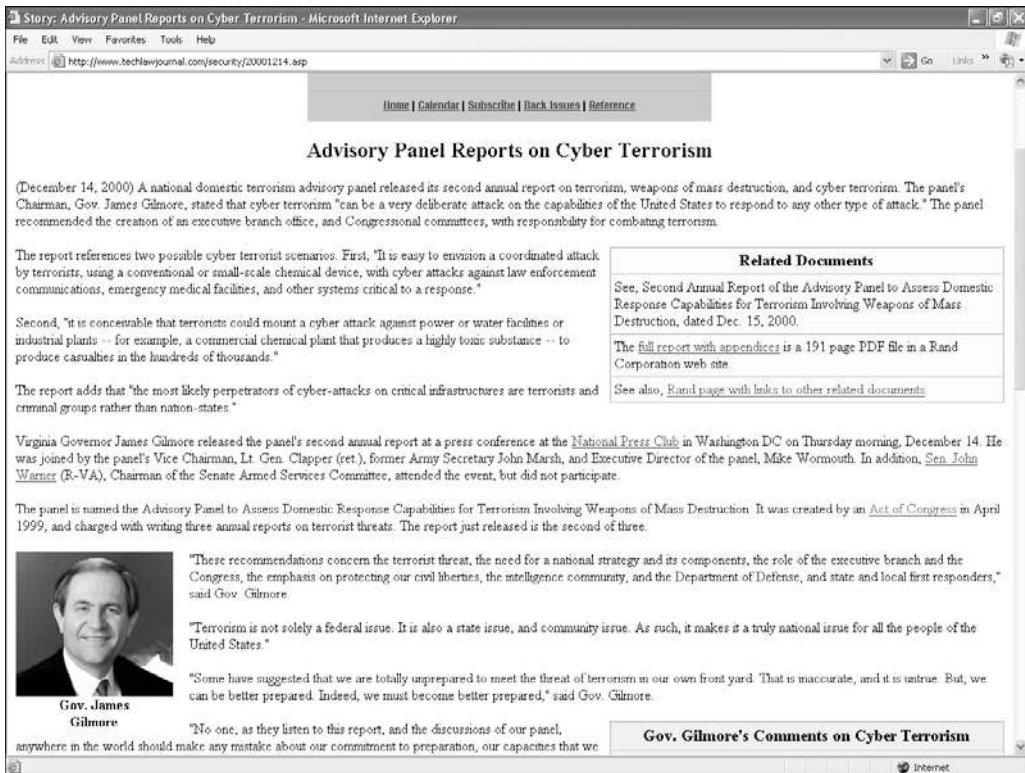 Story: Advisory Panel Reports on Cyber Terrorism - Microsoft Internet Explorer
File Edit View Favorites Tools Help
Address http://www.techlawjournal.com/security/20001214.asp Go Links »
Home | Calendar | Subscribe | Back Issues | Reference
Advisory Panel Reports on Cyber Terrorism
(December 14, 2000) A national domestic terrorism advisory panel released its second annual report on terrorism, weapons of mass destruction, and cyber terrorism. The panel's
Chairman, Gov. James Gilmore, stated that cyber terrorism "can be a very deliberate attack on the capabilities of the United States to respond to any other type of attack." The panel
recommended the creation of an executive branch office, and Congressional committees, with responsibility for combating terrorism.
The report references two possible cyber terrorist scenarios. First, "It is easy to envision a coordinated attack
by terrorists, using a conventional or small-scale chemical device, with cyber attacks against law enforcement
communications, emergency medical facilities, and other systems critical to a response."
Second, "it is conceivable that terrorists could mount a cyber attack against power or water facilities or
industrial plants -- for example, a commercial chemical plant that produces a highly toxic substance -- to
produce casualties in the hundreds of thousands."
The report adds that "the most likely perpetrators of cyber-attacks on critical infrastructures are terrorists and
criminal groups rather than nation-states."
Related Documents
See, Second Annual Report of the Advisory Panel to Assess Domestic
Response Capabilities for Terrorism Involving Weapons of Mass
Destruction, dated Dec. 15, 2000.
The full report with appendices is a 191 page PDF file in a Rand
Corporation web site.
See also, Rand page with links to other related documents
Virginia Governor James Gilmore released the panel's second annual report at a press conference at the National Press Club in Washington DC on Thursday morning, December 14. He
was joined by the panel's Vice Chairman, Lt. Gen. Clapper (ret.), former Army Secretary John Marsh, and Executive Director of the panel, Mike Wormouth. In addition, Sen. John
Warner (R-VA), Chairman of the Senate Armed Services Committee, attended the event, but did not participate.
The panel is named the Advisory Panel to Assess Domestic Response Capabilities for Terrorism Involving Weapons of Mass Destruction. It was created by an Act of Congress in April
1999, and charged with writing three annual reports on terrorist threats. The report just released is the second of three.
Gov. James
Gilmore
"These recommendations concern the terrorist threat, the need for a national strategy and its components, the role of the executive branch and the
Congress, the emphasis on protecting our civil liberties, the intelligence community, and the Department of Defense, and state and local first responders,"
said Gov. Gilmore.
"Terrorism is not solely a federal issue. It is also a state issue, and community issue. As such, it makes it a truly national issue for all the people of the
United States."
"Some have suggested that we are totally unprepared to meet the threat of terrorism in our own front yard. That is inaccurate, and it is untrue. But, we
can be better prepared. Indeed, we must become better prepared," said Gov. Gilmore.
"No one, as they listen to this report, and the discussions of our panel,
anywhere in the world should make any mistake about our commitment to preparation, our capacities that we
Gov. Gilmore's Comments on Cyber Terrorism
Internet